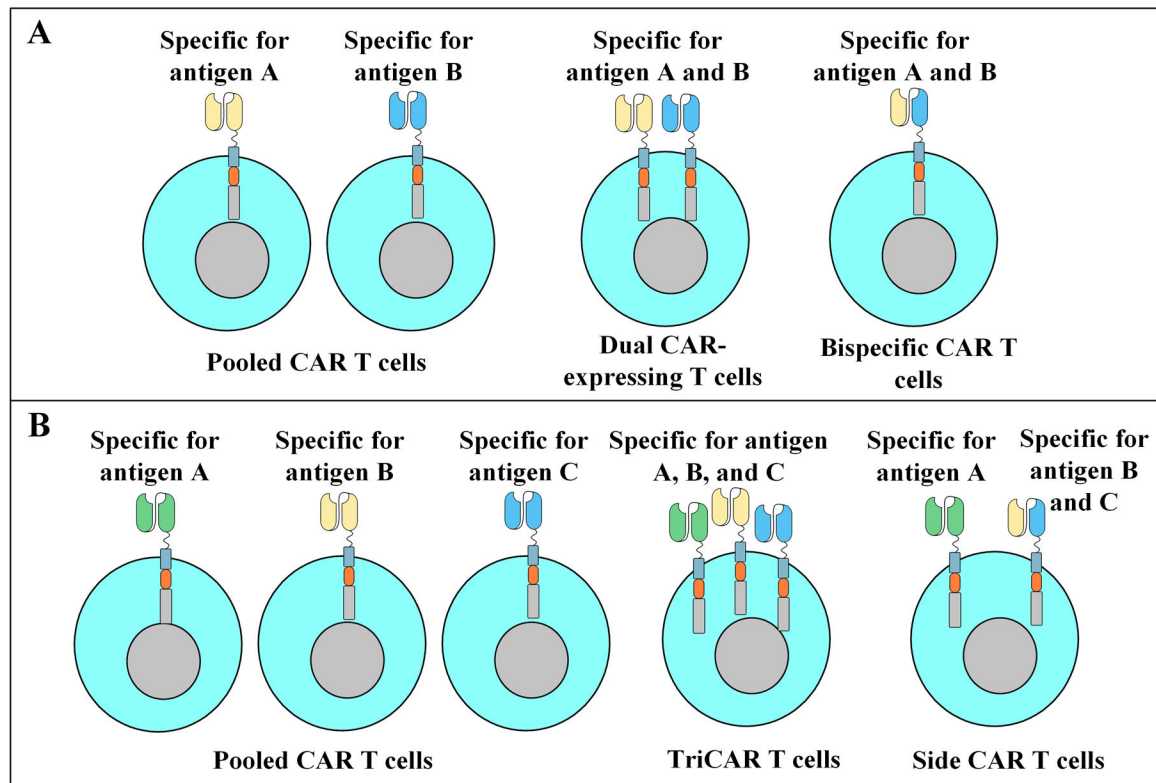 A
Specific for
antigen A
Specific for
antigen B
Specific for
antigen A and B
Specific for
antigen A and B
Pooled CAR T cells
Dual CAR-
expressing T cells
Bispecific CAR T
cells
B
Specific for
antigen A
Specific for
antigen B
Specific for
antigen C
Specific for antigen
A, B, and C
Specific for
antigen A
Specific for
antigen B
and C
Pooled CAR T cells
TriCAR T cells
Side CAR T cells